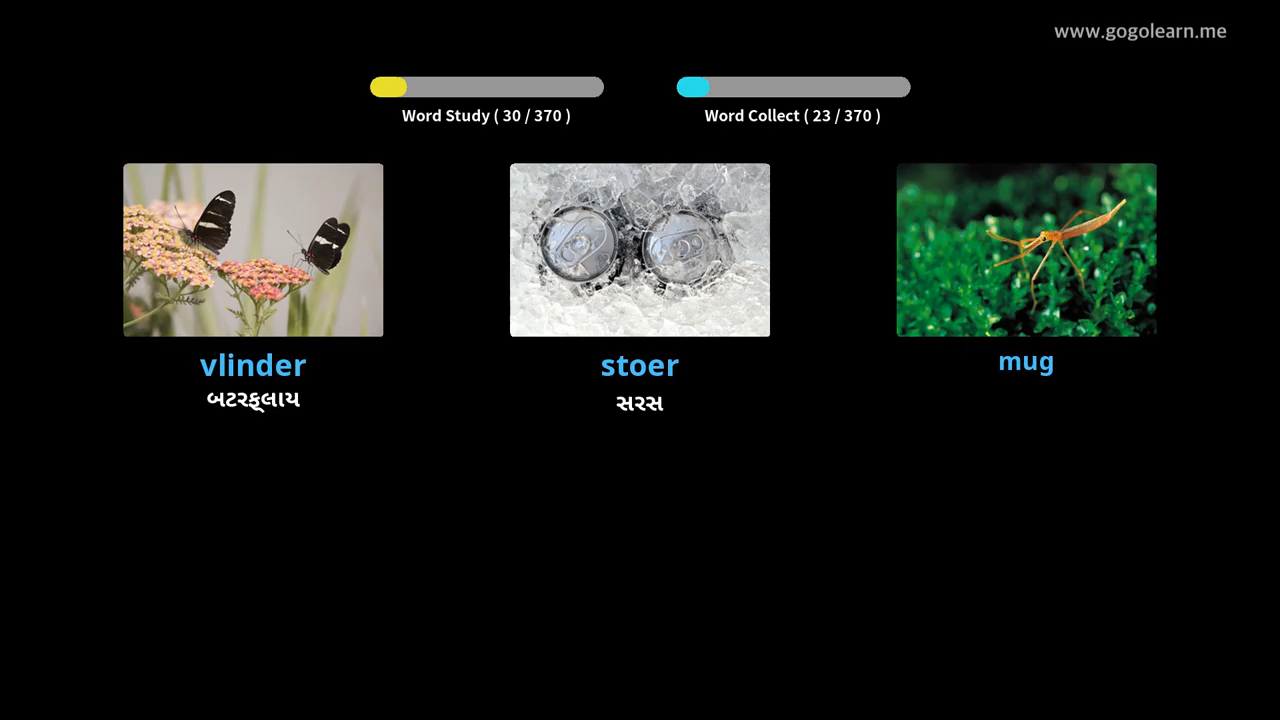 www.gogolearn.me
Word Study ( 30 / 370 )
Word Collect ( 23 / 370 )
vlinder
બટરફ્લાય
stoer
સરસ
mug